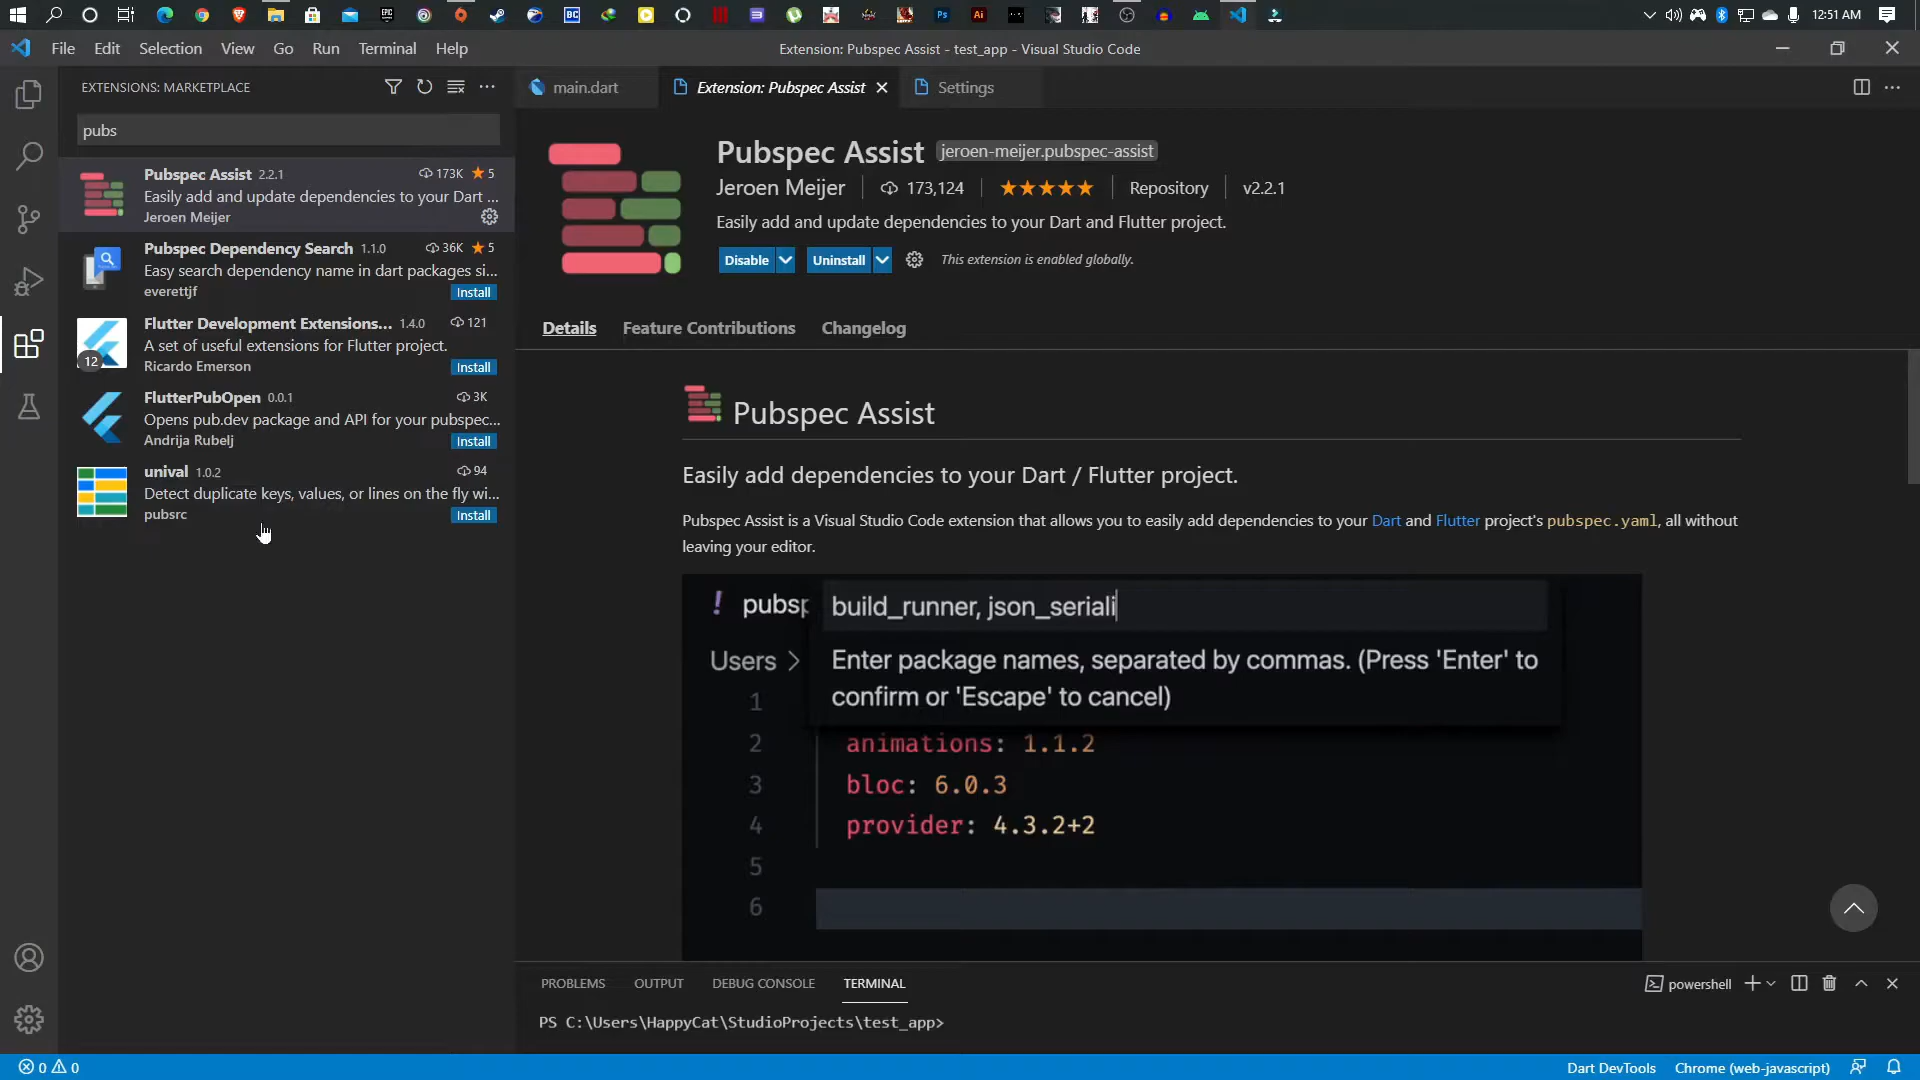 12:51 AM
File Edit Selection View Go Run Terminal Help
Extension: Pubspec Assist - test_app - Visual Studio Code
EXTENSIONS: MARKETPLACE
main.dart
Extension: Pubspec Assist
Settings
pubs
Pubspec Assist 2.2.1 173K ★ 5
Easily add and update dependencies to your Dart ...
Jeroen Meijer
Pubspec Dependency Search 1.1.0 36K ★ 5
Easy search dependency name in dart packages si...
everettjf Install
Flutter Development Extensions... 1.4.0 121
A set of useful extensions for Flutter project.
12
Ricardo Emerson Install
FlutterPubOpen 0.0.1 3K
Opens pub.dev package and API for your pubspec...
Andrija Rubelj Install
unival 1.0.2 94
Detect duplicate keys, values, or lines on the fly wi...
pubsrc Install
Pubspec Assist jeroen-meijer.pubspec-assist
Jeroen Meijer 173,124 ★★★★★ Repository v2.2.1
Easily add and update dependencies to your Dart and Flutter project.
Disable Uninstall This extension is enabled globally.
Details Feature Contributions Changelog
Pubspec Assist
Easily add dependencies to your Dart / Flutter project.
Pubspec Assist is a Visual Studio Code extension that allows you to easily add dependencies to your Dart and Flutter project's pubspec.yaml, all without
leaving your editor.
! pubsp
build_runner, json_seriali
Users >
Enter package names, separated by commas. (Press 'Enter' to
confirm or 'Escape' to cancel)
1
2 animations: 1.1.2
3 bloc: 6.0.3
4 provider: 4.3.2+2
5
6
PROBLEMS OUTPUT DEBUG CONSOLE TERMINAL
powershell
PS C:\Users\HappyCat\StudioProjects\test_app>
0 0
Dart DevTools Chrome (web-javascript)
BC
Ps
Ai
EPIC